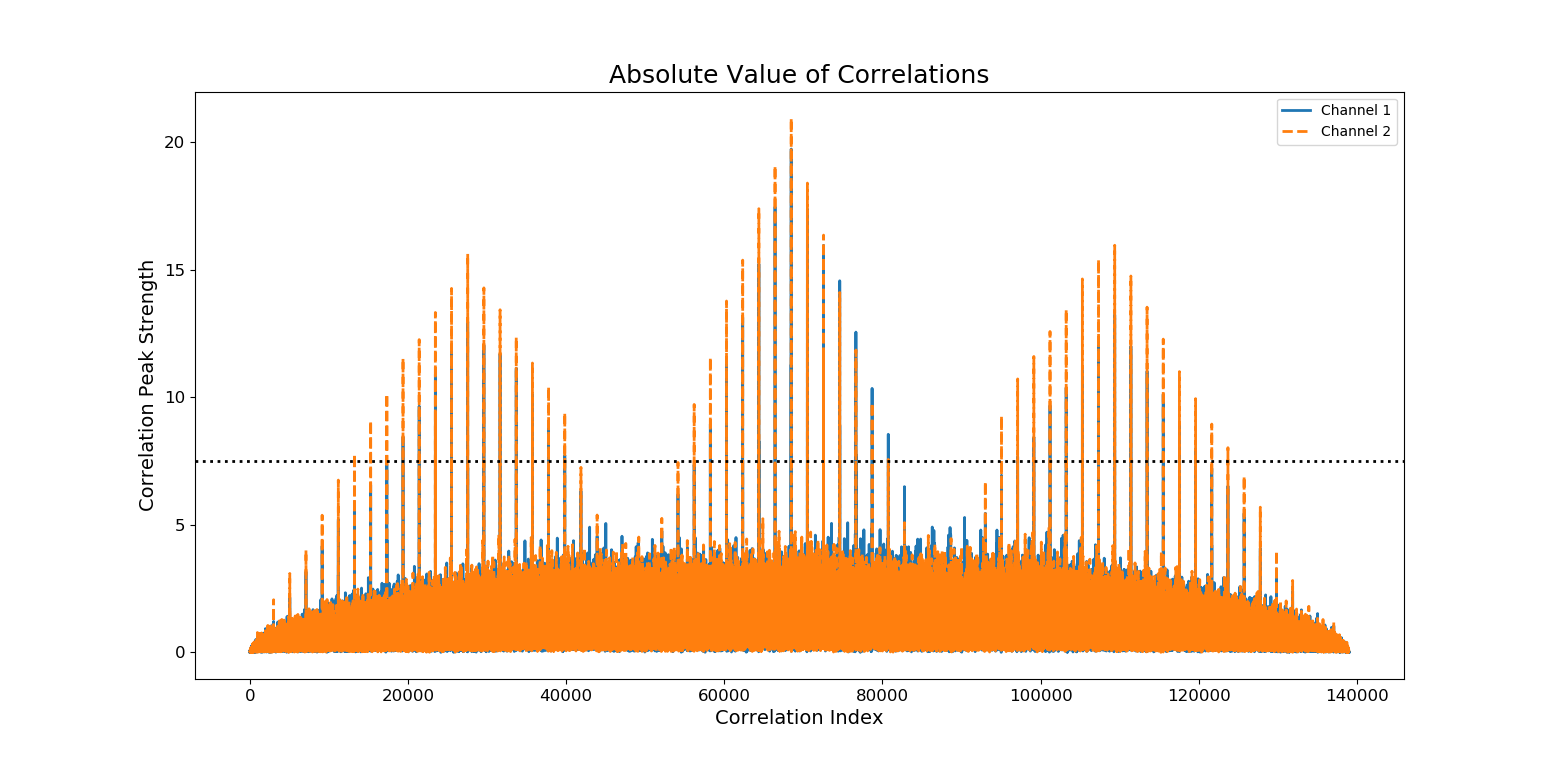 Absolute Value of Correlations
Channel 1
Channel 2
Correlation Peak Strength
20
15
10
5
0
0 20000 40000 60000 80000 100000 120000 140000
Correlation Index